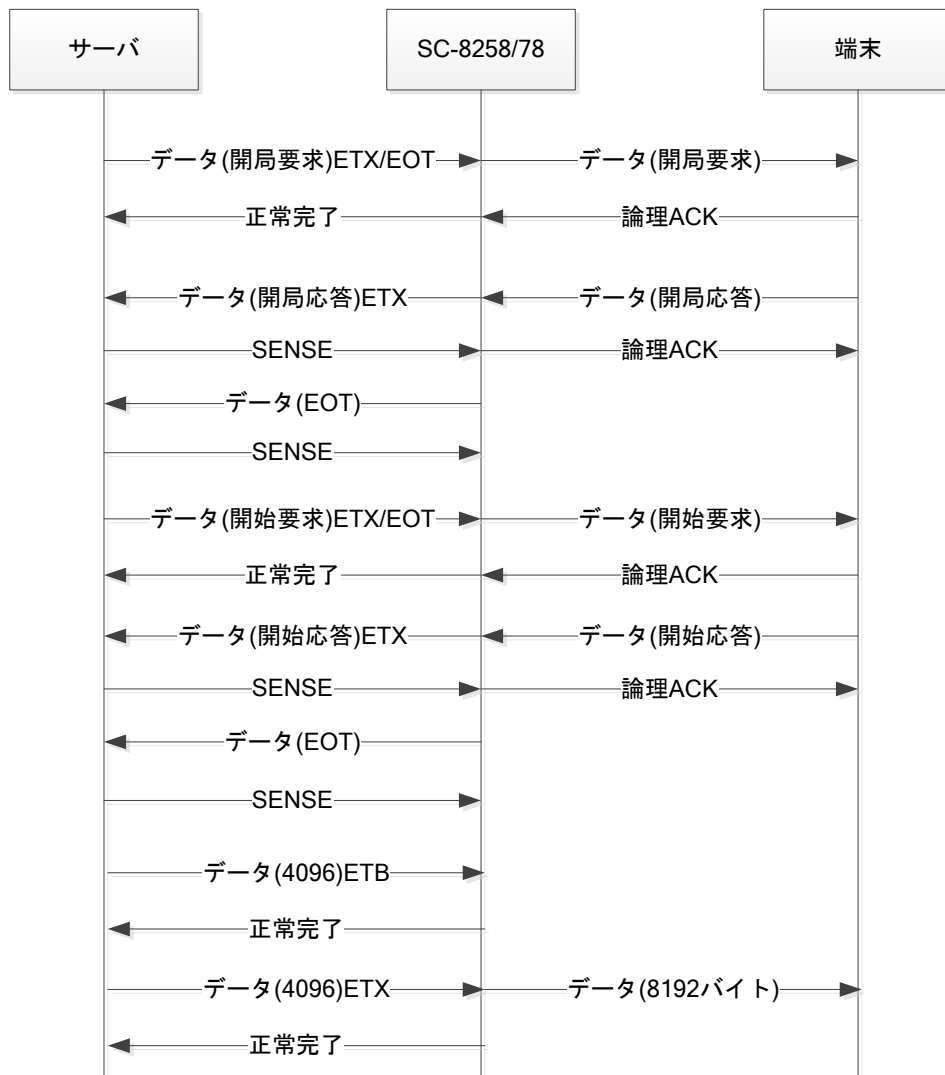 サーバ
SC-8258/78
端末
データ(開局要求)ETX/EOT
データ(開局要求)
正常完了
論理ACK
データ(開局応答)ETX
データ(開局応答)
SENSE
論理ACK
データ(EOT)
SENSE
データ(開始要求)ETX/EOT
データ(開始要求)
正常完了
論理ACK
データ(開始応答)ETX
データ(開始応答)
SENSE
論理ACK
データ(EOT)
SENSE
データ(4096)ETB
正常完了
データ(4096)ETX
データ(8192バイト)
正常完了